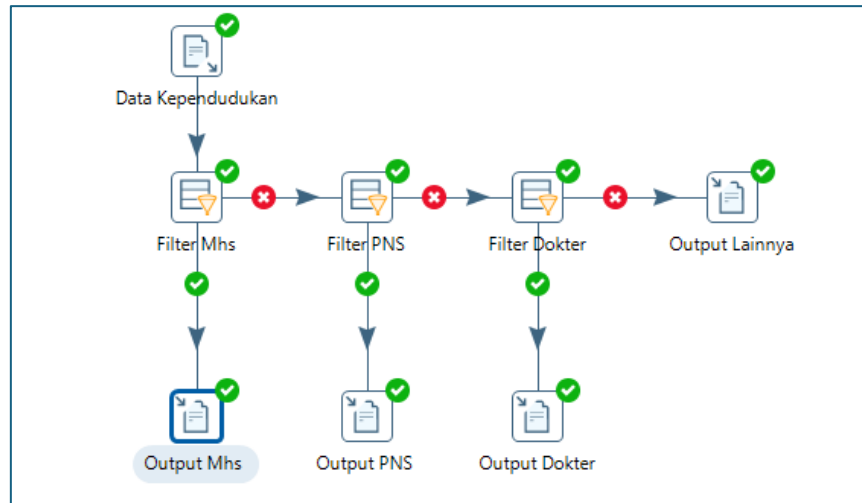 Data Kependudukan
Filter Mhs
Filter PNS
Filter Dokter
Output Lainnya
Output Mhs
Output PNS
Output Dokter